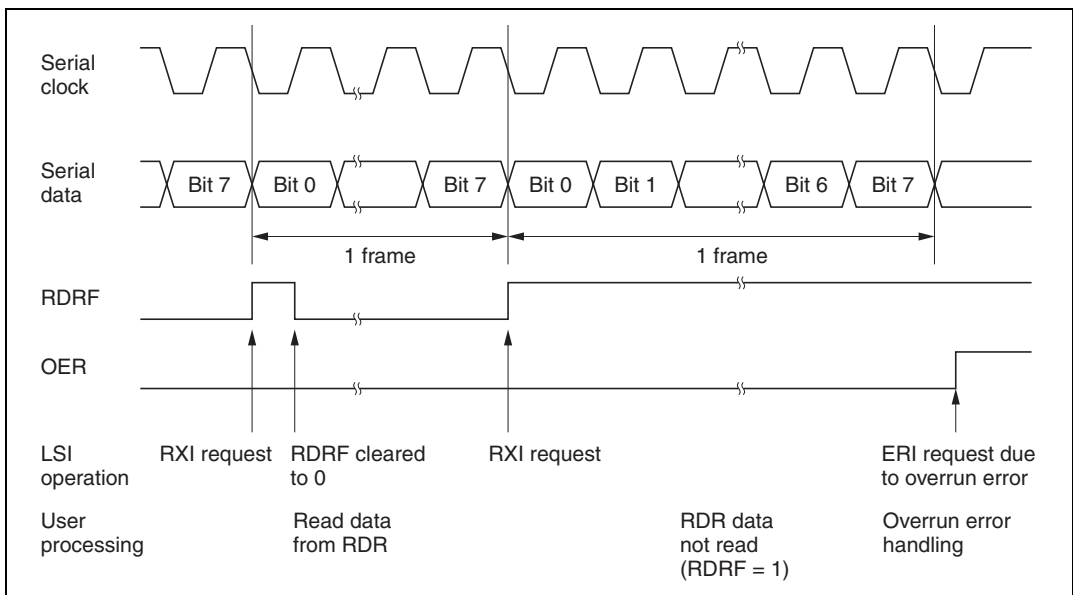 Serial
clock
Serial
data
Bit 7 Bit 0 Bit 7 Bit 0 Bit 1 Bit 6 Bit 7
1 frame 1 frame
RDRF
OER
LSI
operation
RXI request
RDRF cleared
to 0
RXI request
ERI request due
to overrun error
User
processing
Read data
from RDR
RDR data
not read
(RDRF = 1)
Overrun error
handling